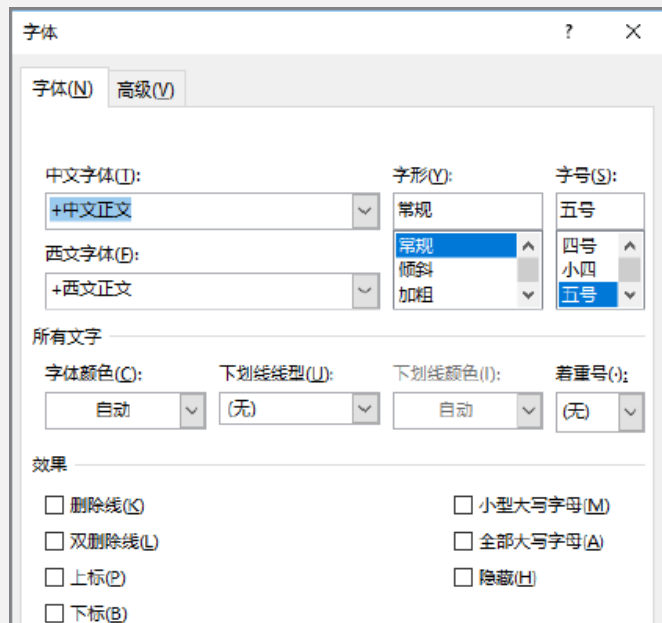 字体 ?
字体(N) 高级(V)
中文字体(T): 字形(Y): 字号(S):
+中文正文 常规 五号
常规 四号
西文字体(F): 倾斜 小四
+西文正文 加粗 五号
所有文字
字体颜色(C): 下划线线型(U): 下划线颜色(I): 着重号(·):
自动 (无) 自动 (无)
效果
删除线(K) 小型大写字母(M)
双删除线(L) 全部大写字母(A)
上标(P) 隐藏(H)
下标(B)